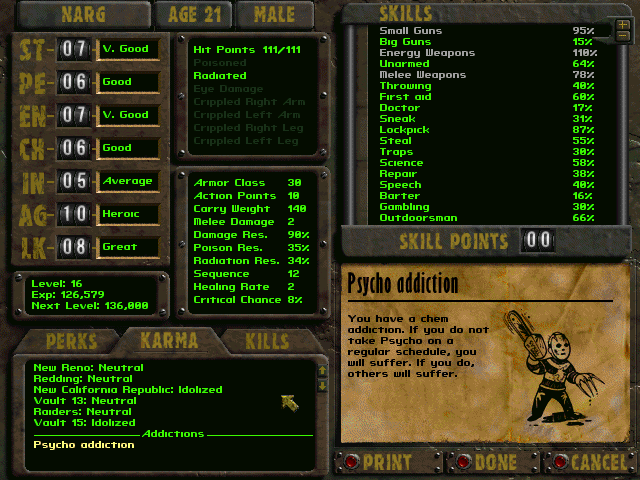 NARG
AGE 21
MALE
ST 07 V. Good
PE 06 Good
EN 07 V. Good
CH 06 Good
IN 05 Average
AG 10 Heroic
LK 08 Great
Level: 16
Exp: 126,579
Next Level: 136,000
Hit Points 111/111
Poisoned
Radiated
Eye Damage
Crippled Right Arm
Crippled Left Arm
Crippled Right Leg
Crippled Left Leg
Armor Class 30
Action Points 10
Carry Weight 140
Melee Damage 2
Damage Res. 90%
Poison Res. 35%
Radiation Res. 34%
Sequence 12
Healing Rate 2
Critical Chance 8%
SKILLS
Small Guns 95%
Big Guns 15%
Energy Weapons 110%
Unarmed 64%
Melee Weapons 78%
Throwing 40%
First aid 60%
Doctor 17%
Sneak 31%
Lockpick 87%
Steal 55%
Traps 30%
Science 58%
Repair 38%
Speech 40%
Barter 16%
Gambling 30%
Outdoorsman 66%
SKILL POINTS 00
PERKS
KARMA
KILLS
New Reno: Neutral
Redding: Neutral
New California Republic: Idolized
Vault 13: Neutral
Raiders: Neutral
Vault 15: Idolized
Addictions
Psycho addiction
Psycho addiction
You have a chem
addiction. If you do not
take Psycho on a
regular schedule, you
will suffer. If you do,
others will suffer.
PRINT
DONE
CANCEL